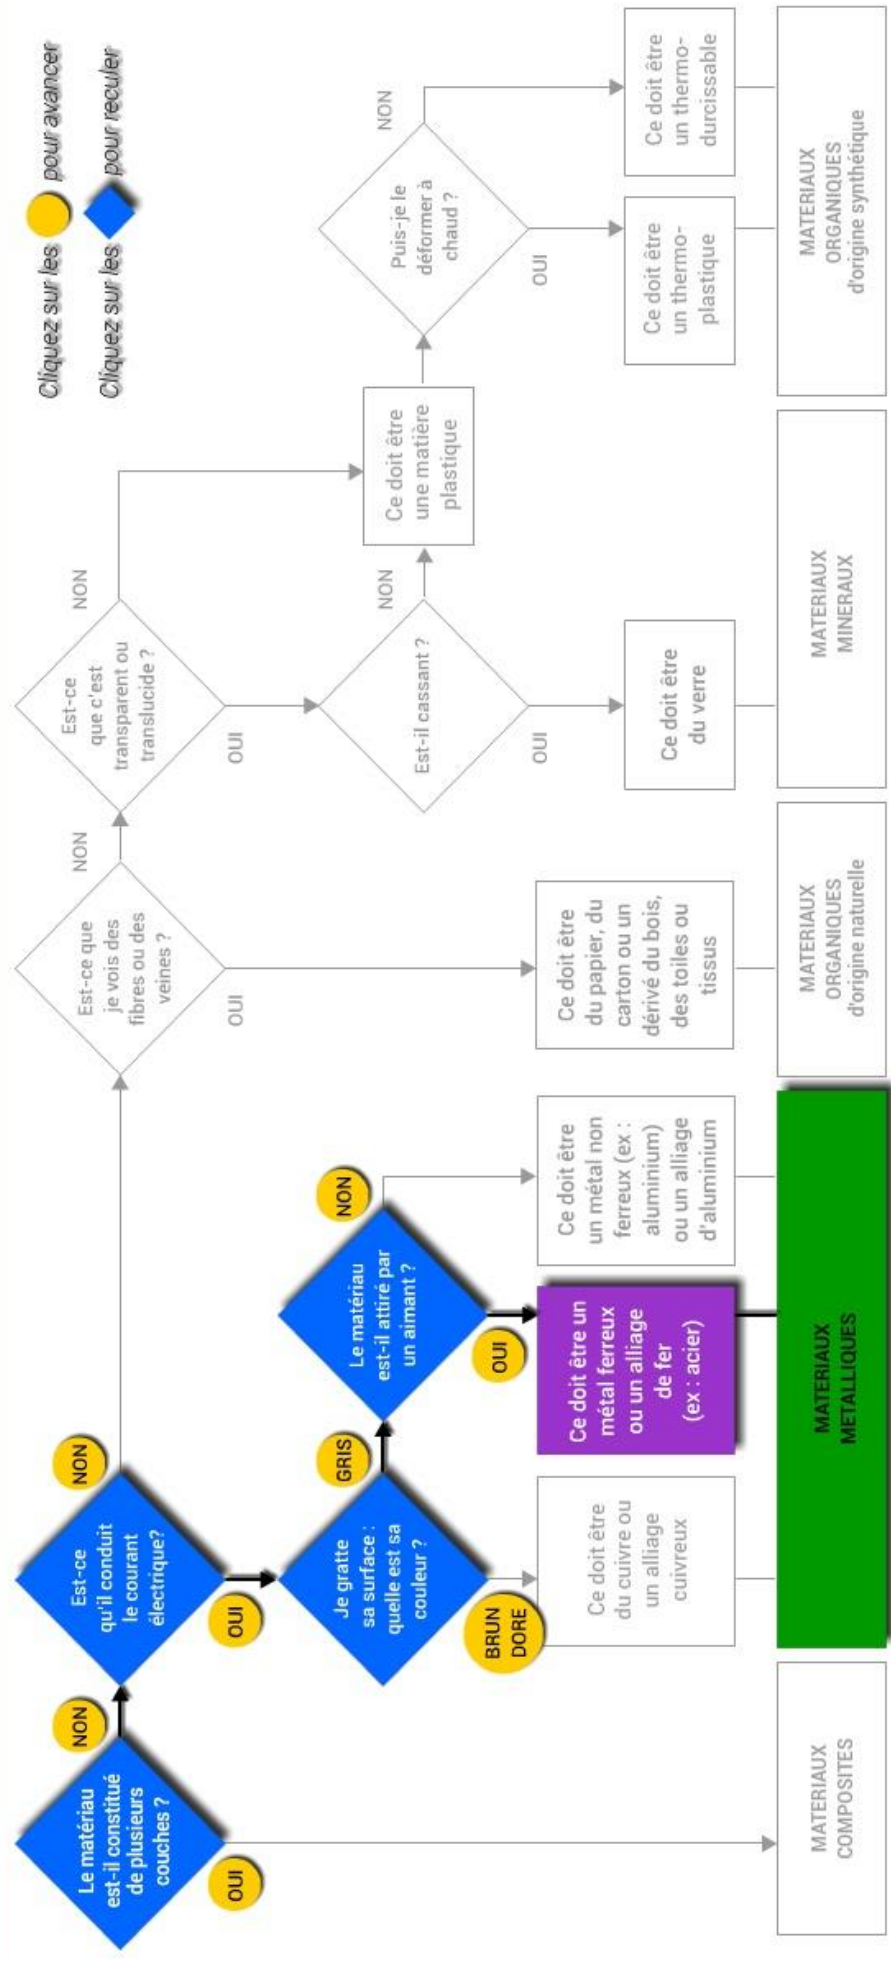 Cliquez sur les pour avancer
Cliquez sur les pour reculer
Le matériau
est-il constitué
de plusieurs
couches ?
NON
OUI
Est-ce
qu'il conduit
le courant
électrique?
NON
OUI
Est-ce que
je vois des
fibres ou des
veines ?
NON
OUI
Est-ce
que c'est
transparent ou
translucide ?
NON
OUI
Je gratte
sa surface :
quelle est sa
couleur ?
GRIS
BRUN
DORE
Le matériau
est-il attiré par
un aimant ?
NON
OUI
Est-il cassant ?
NON
OUI
Ce doit être
une matière
plastique
Puis-je le
déformer à
chaud ?
NON
OUI
Ce doit être
du cuivre ou
un alliage
cuivreux
Ce doit être un
métal ferreux
ou un alliage
de fer
(ex : acier)
Ce doit être
un métal non
ferreux (ex :
aluminium)
ou un alliage
d'aluminium
Ce doit être
du papier, du
carton ou un
dérivé du bois,
des toiles ou
tissus
Ce doit être
du verre
Ce doit être
un thermo-
plastique
Ce doit être
un thermo-
durcissable
MATERIAUX
COMPOSITES
MATERIAUX
METALLIQUES
MATERIAUX
ORGANIQUES
d'origine naturelle
MATERIAUX
MINERAUX
MATERIAUX
ORGANIQUES
d'origine synthétique